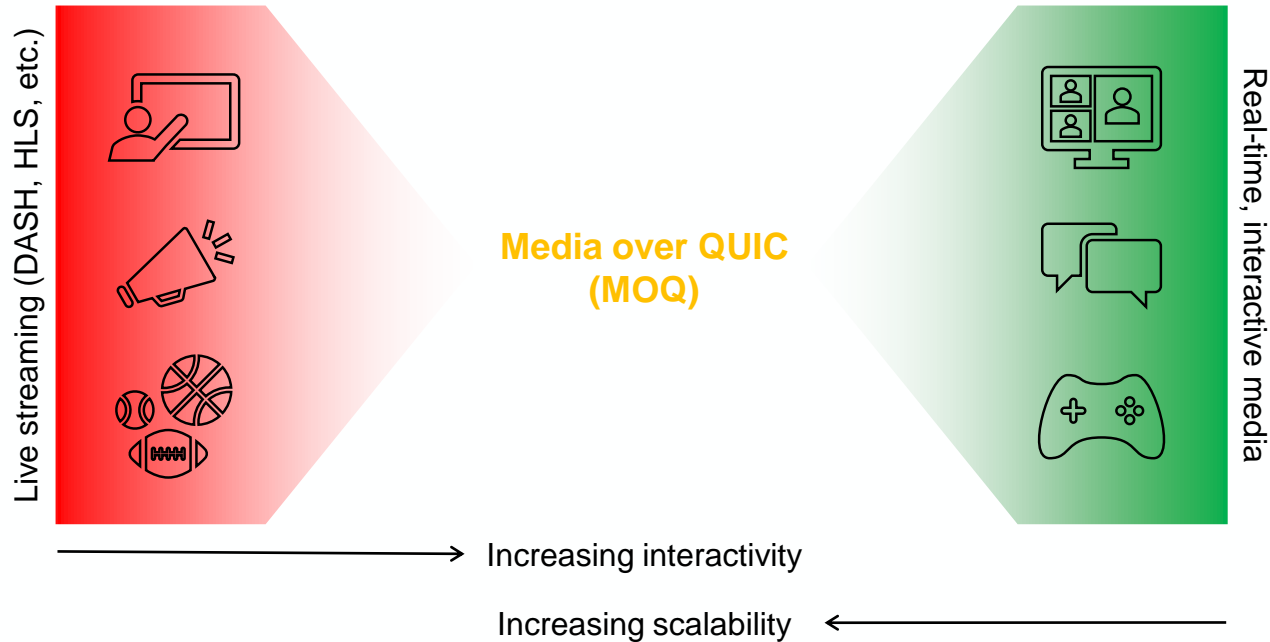 Live streaming (DASH, HLS, etc.)
Media over QUIC
(MOQ)
Real-time, interactive media
Increasing interactivity
Increasing scalability